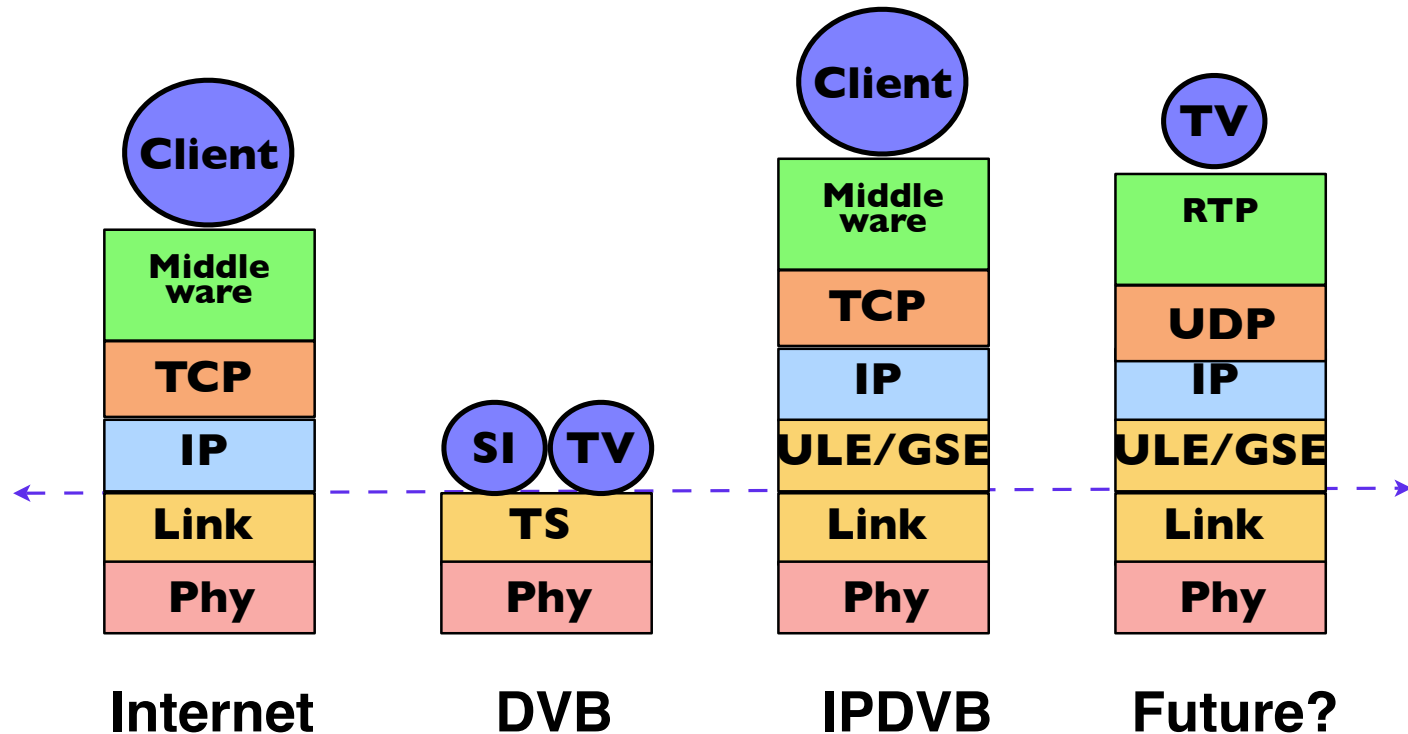 Client
Middle
ware
TCP
IP
Link
Phy
Internet
SI
TV
TS
Phy
DVB
Client
Middle
ware
TCP
IP
ULE/GSE
Link
Phy
IPDVB
TV
RTP
UDP
IP
ULE/GSE
Link
Phy
Future?